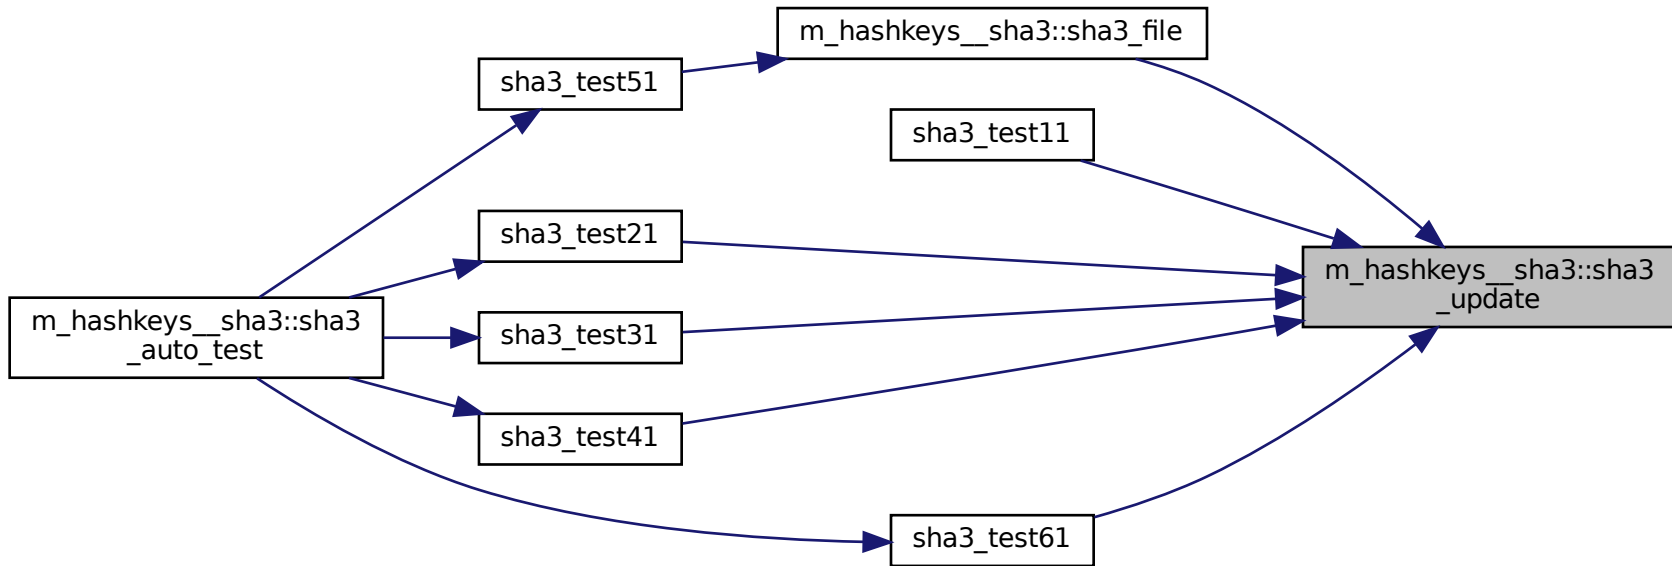 m_hashkeys__sha3::sha3_file
sha3_test51
sha3_test11
sha3_test21
m_hashkeys__sha3::sha3
_update
m_hashkeys__sha3::sha3
_auto_test
sha3_test31
sha3_test41
sha3_test61